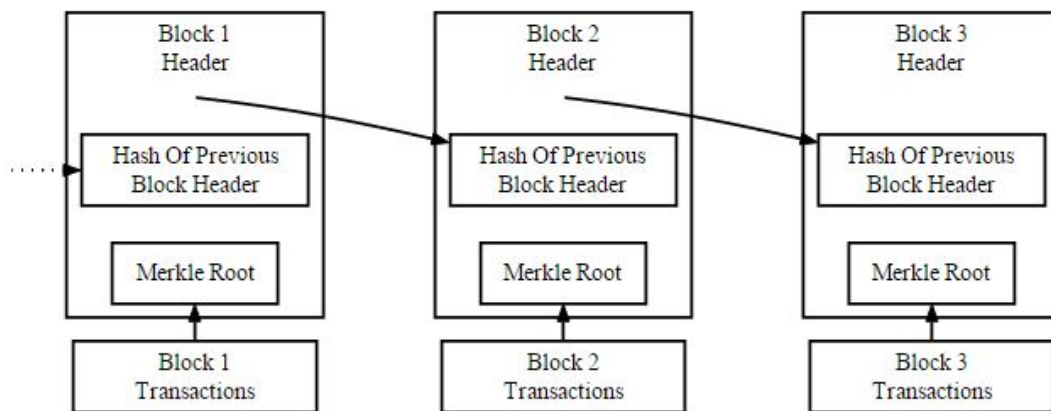 Block 1
Header
Hash Of Previous
Block Header
Merkle Root
Block 1
Transactions
Block 2
Header
Hash Of Previous
Block Header
Merkle Root
Block 2
Transactions
Block 3
Header
Hash Of Previous
Block Header
Merkle Root
Block 3
Transactions